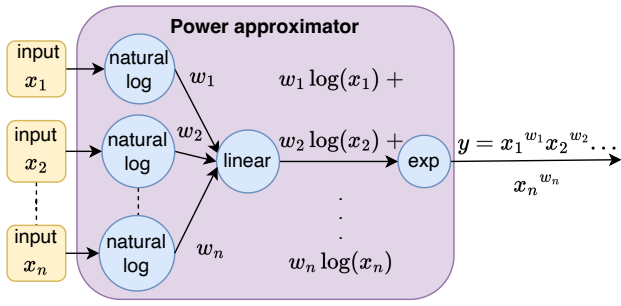 Power approximator
input
x₁
natural
log
w₁
w₁ log(x₁) +
input
x₂
natural
log
w₂
linear
w₂ log(x₂) +
exp
y = x₁^w₁ x₂^w₂ ...
xₙ^wₙ
.
.
.
input
xₙ
natural
log
wₙ
wₙ log(xₙ)